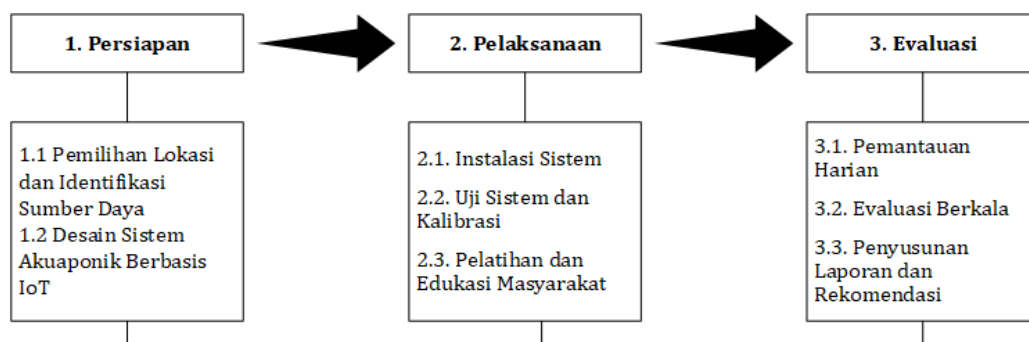 1. Persiapan
2. Pelaksanaan
3. Evaluasi
1.1 Pemilihan Lokasi
dan Identifikasi
Sumber Daya
1.2 Desain Sistem
Akuaponik Berbasis
IoT
2.1. Instalasi Sistem
2.2. Uji Sistem dan
Kalibrasi
2.3. Pelatihan dan
Edukasi Masyarakat
3.1. Pemantauan
Harian
3.2. Evaluasi Berkala
3.3. Penyusunan
Laporan dan
Rekomendasi